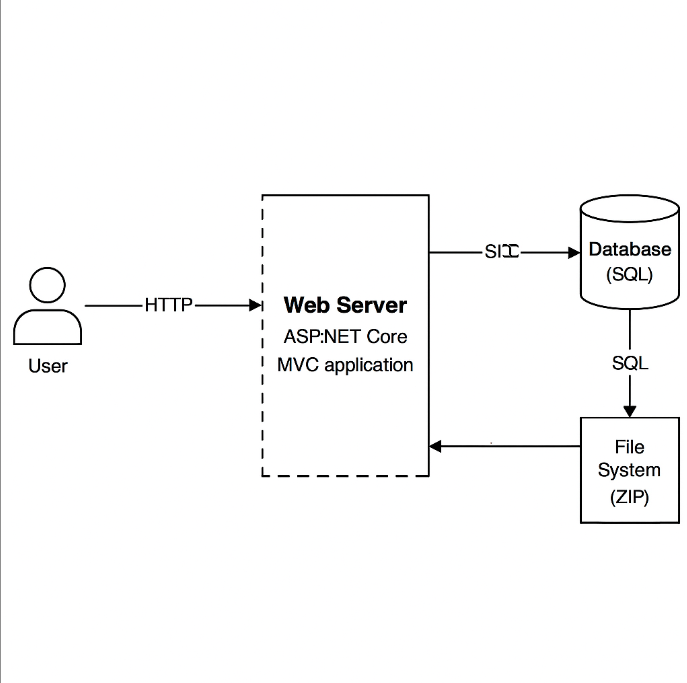 HTTP
User
Web Server
ASP:NET Core
MVC application
Database
(SQL)
SQL
File
System
(ZIP)